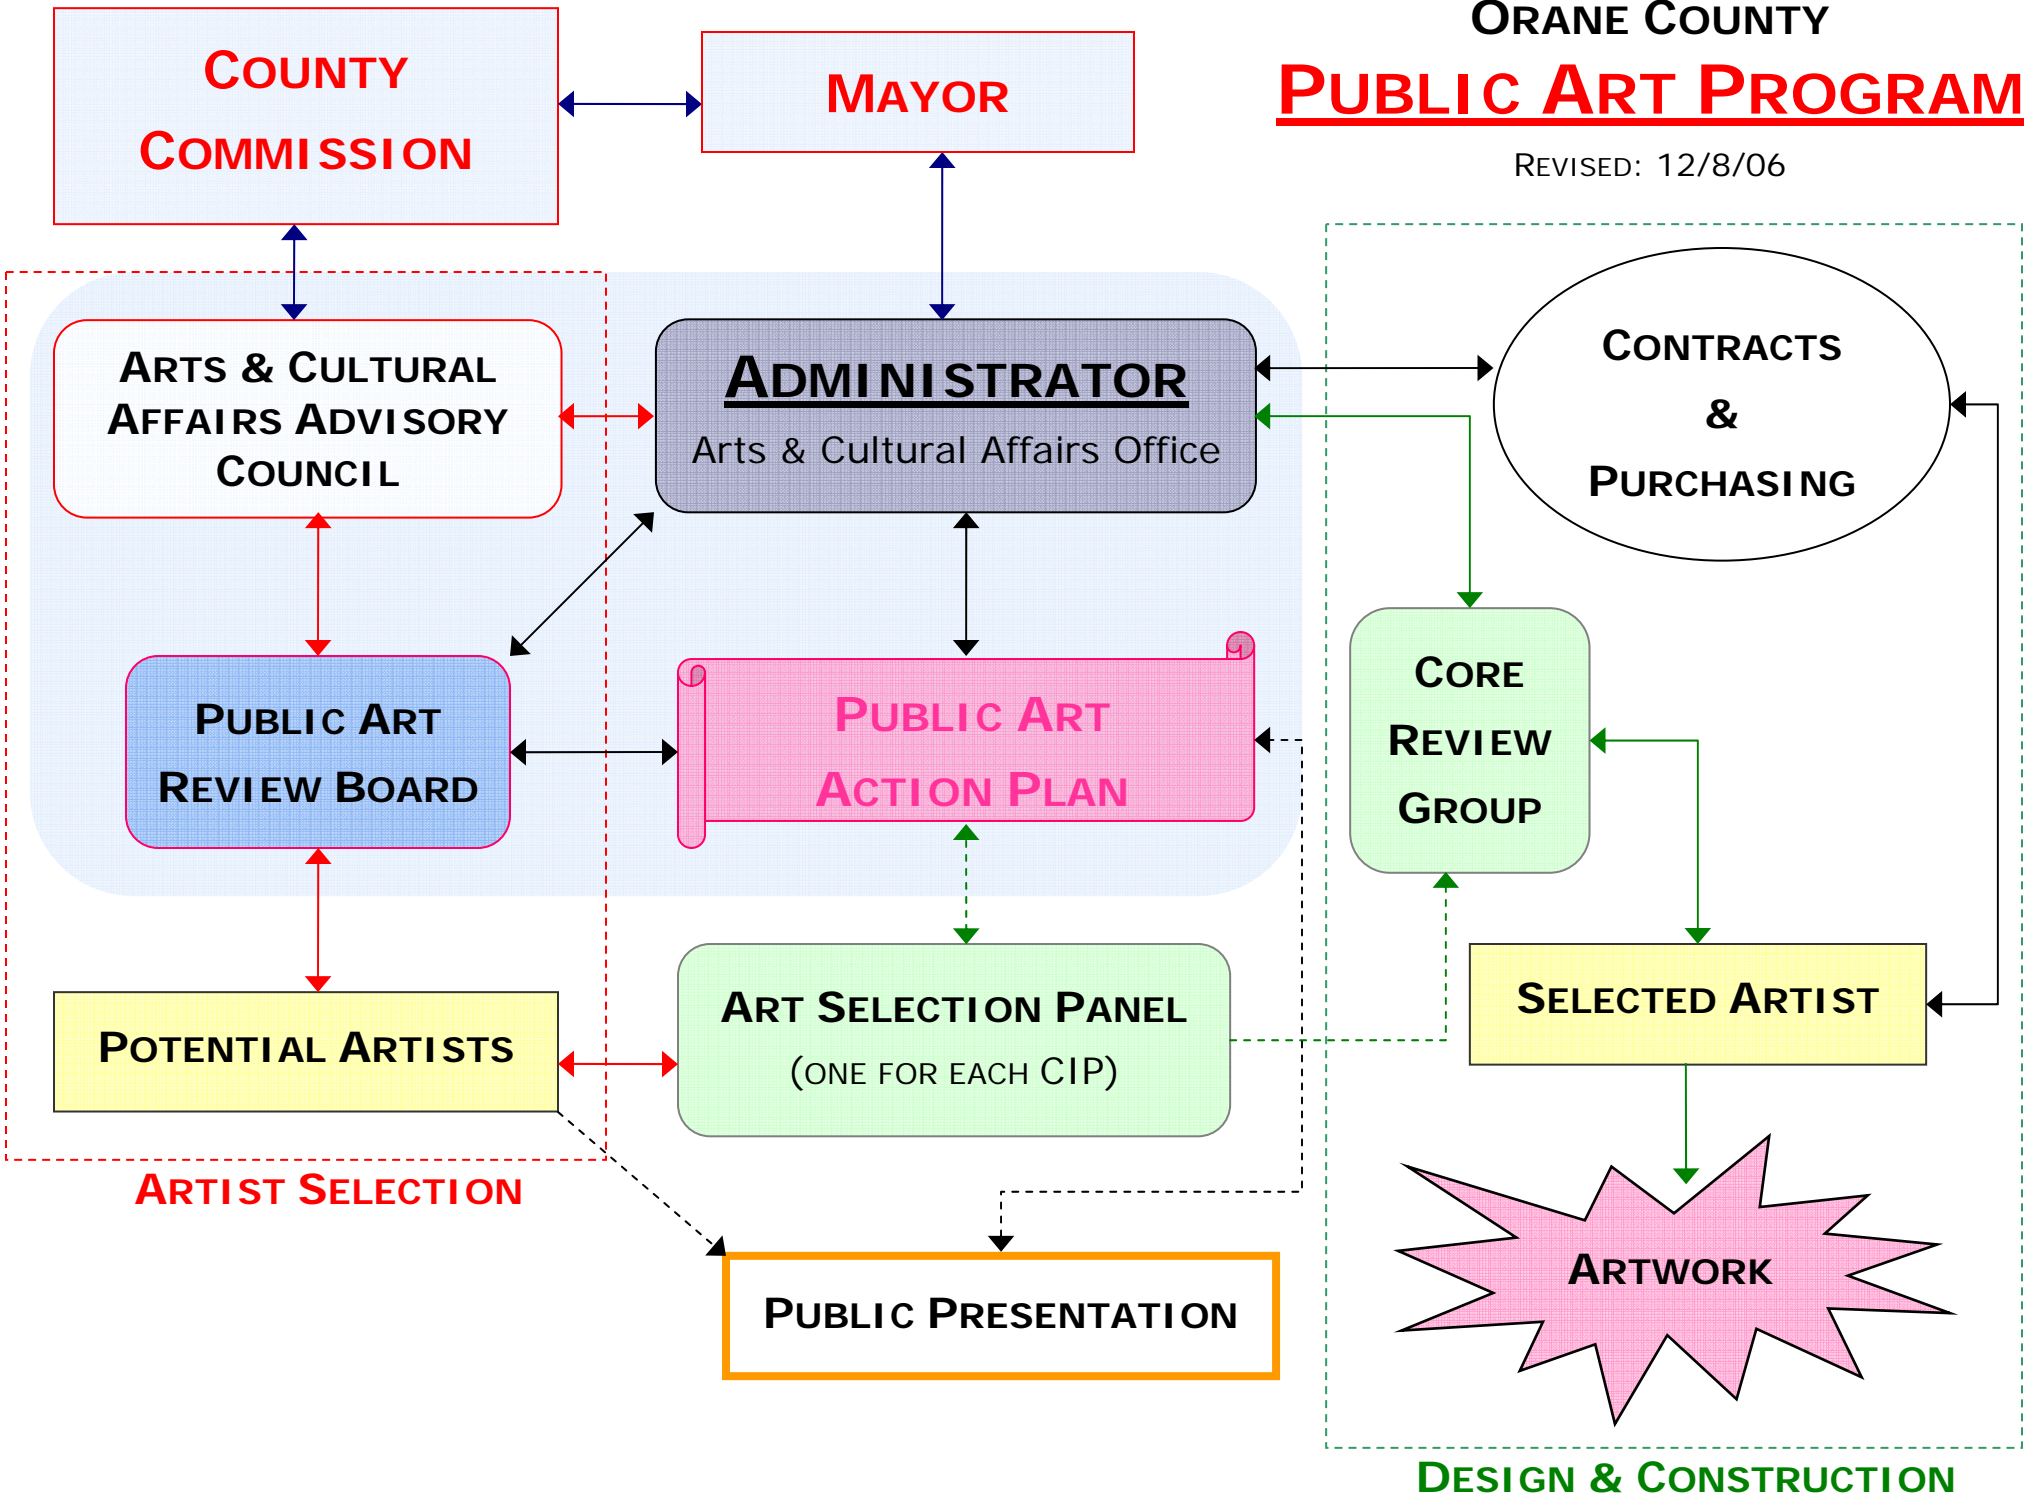 ORANE COUNTY
PUBLIC ART PROGRAM
REVISED: 12/8/06
COUNTY
COMMISSION
MAYOR
ARTS & CULTURAL
AFFAIRS ADVISORY
COUNCIL
ADMINISTRATOR
Arts & Cultural Affairs Office
CONTRACTS
&
PURCHASING
PUBLIC ART
REVIEW BOARD
PUBLIC ART
ACTION PLAN
CORE
REVIEW
GROUP
POTENTIAL ARTISTS
ART SELECTION PANEL
(ONE FOR EACH CIP)
SELECTED ARTIST
ARTIST SELECTION
PUBLIC PRESENTATION
ARTWORK
DESIGN & CONSTRUCTION